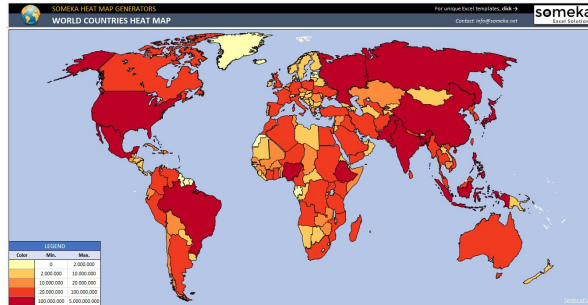 SOMEKA HEAT MAP GENERATORS
WORLD COUNTRIES HEAT MAP
For unique Excel templates, click →
Contact: info@someka.net
someka
Excel Solutions
LEGEND
Color Min. Max.
0 2.000.000
2.000.000 10.000.000
10.000.000 20.000.000
20.000.000 100.000.000
100.000.000 5.000.000.000